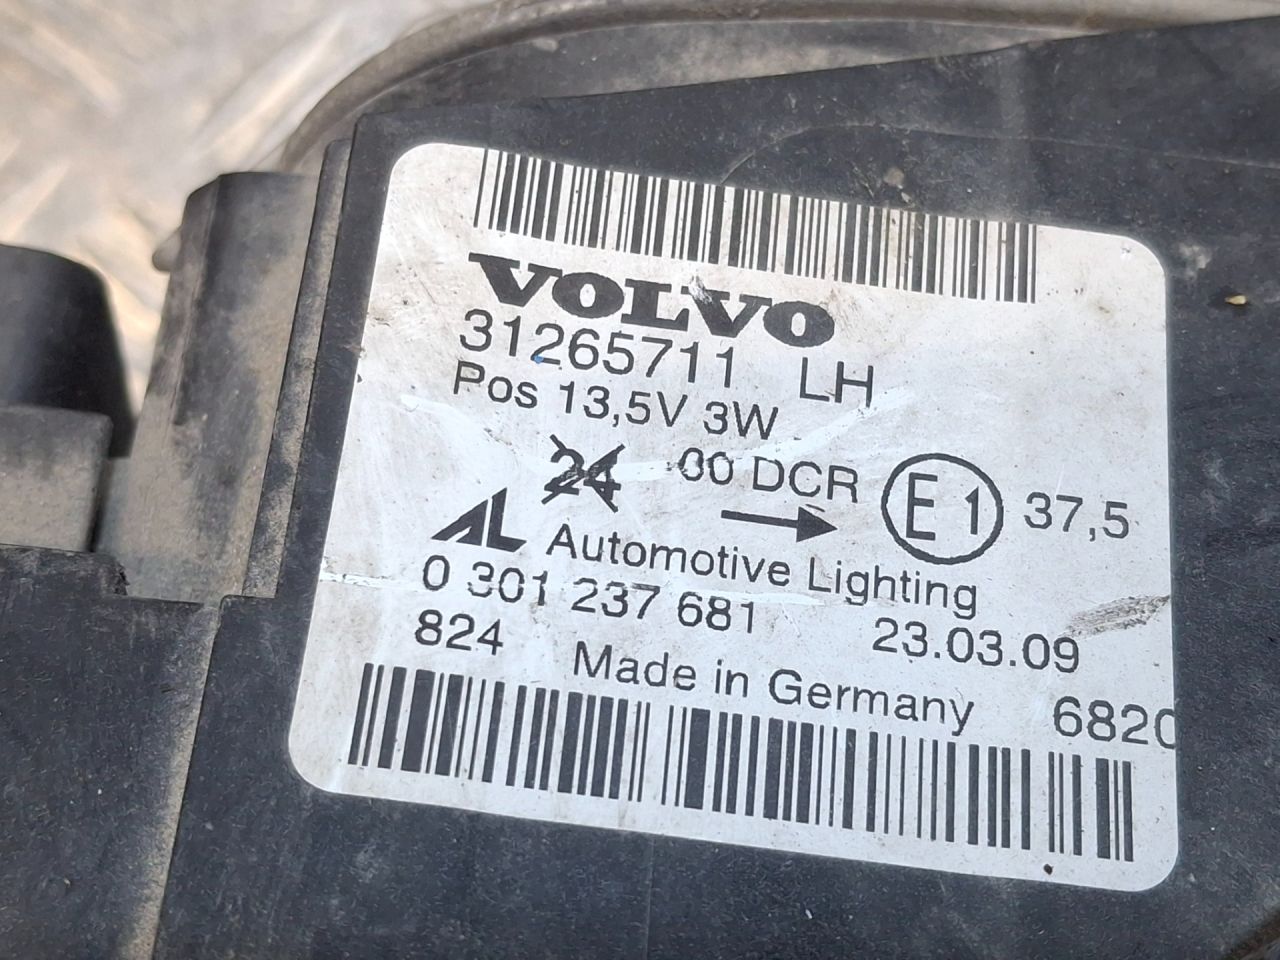 VOLVO
31265711 LH
Pos 13,5V 3W
24 00 DCR E1 37,5
AL Automotive Lighting
0 301 237 681 23.03.09
824 Made in Germany 6820